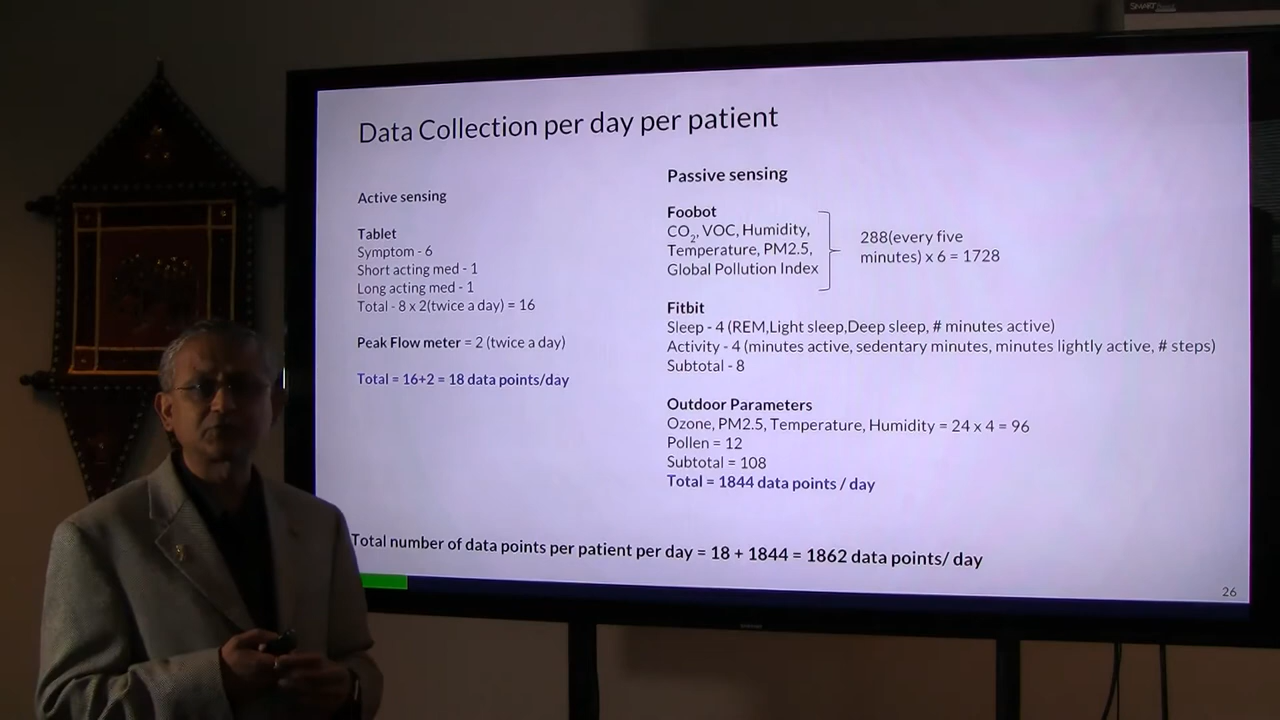 SMART
Data Collection per day per patient
Active sensing
Tablet
Symptom - 6
Short acting med - 1
Long acting med - 1
Total - 8 x 2(twice a day) = 16
Peak Flow meter = 2 (twice a day)
Total = 16+2 = 18 data points/day
Passive sensing
Foobot
CO2, VOC, Humidity,
Temperature, PM2.5,
Global Pollution Index
288(every five
minutes) x 6 = 1728
Fitbit
Sleep - 4 (REM,Light sleep,Deep sleep, # minutes active)
Activity - 4 (minutes active, sedentary minutes, minutes lightly active, # steps)
Subtotal - 8
Outdoor Parameters
Ozone, PM2.5, Temperature, Humidity = 24 x 4 = 96
Pollen = 12
Subtotal = 108
Total = 1844 data points / day
Total number of data points per patient per day = 18 + 1844 = 1862 data points/ day
26